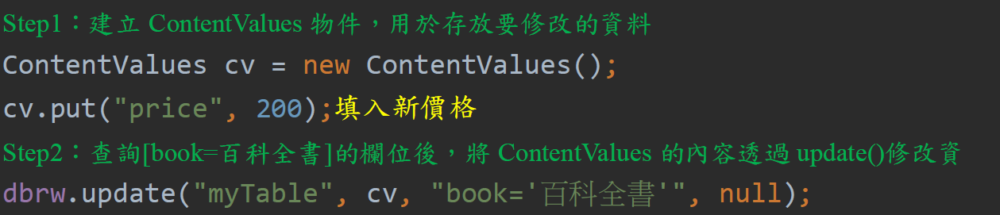 Step1：建立 ContentValues 物件，用於存放要修改的資料
ContentValues cv = new ContentValues();
cv.put("price", 200);填入新價格
Step2：查詢[book=百科全書]的欄位後，將 ContentValues 的內容透過 update()修改資
dbrw.update("myTable", cv, "book='百科全書'", null);